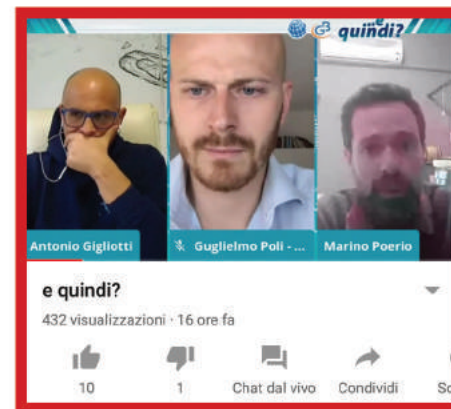 e quindi?
Antonio Gigliotti
Guglielmo Poli - ...
Marino Poerio
e quindi?
432 visualizzazioni · 16 ore fa
10
1
Chat dal vivo
Condividi